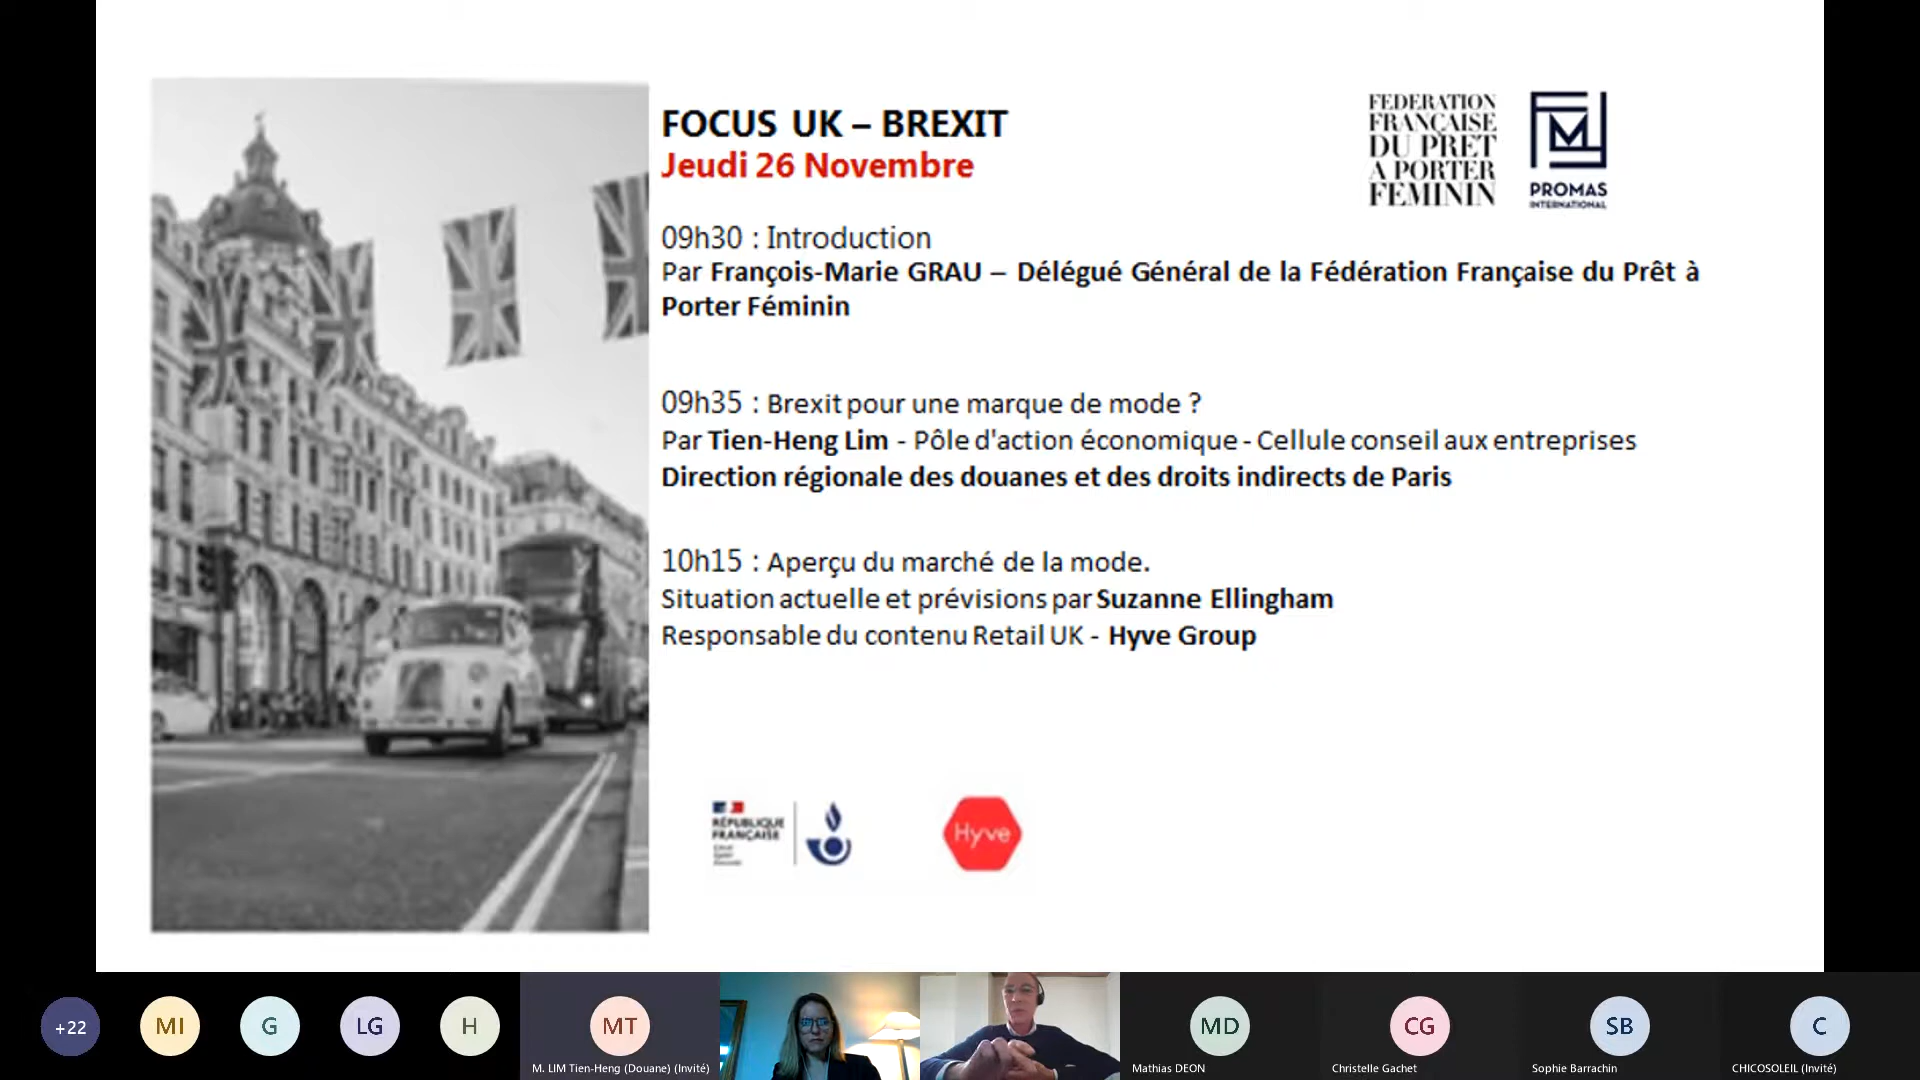 FOCUS UK – BREXIT
Jeudi 26 Novembre
FEDERATION
FRANÇAISE
DU PRÊT
A PORTER
FEMININ
PROMAS
INTERNATIONAL
09h30 : Introduction
Par François-Marie GRAU – Délégué Général de la Fédération Française du Prêt à
Porter Féminin
09h35 : Brexit pour une marque de mode ?
Par Tien-Heng Lim - Pôle d'action économique - Cellule conseil aux entreprises
Direction régionale des douanes et des droits indirects de Paris
10h15 : Aperçu du marché de la mode.
Situation actuelle et prévisions par Suzanne Ellingham
Responsable du contenu Retail UK - Hyve Group
RÉPUBLIQUE
FRANÇAISE
Hyve
+22
MI
G
LG
H
MT
MD
CG
SB
C
M. LIM Tien-Heng (Douane) (Invité)
Mathias DEON
Christelle Gachet
Sophie Barrachin
CHICOSOLEIL (Invité)